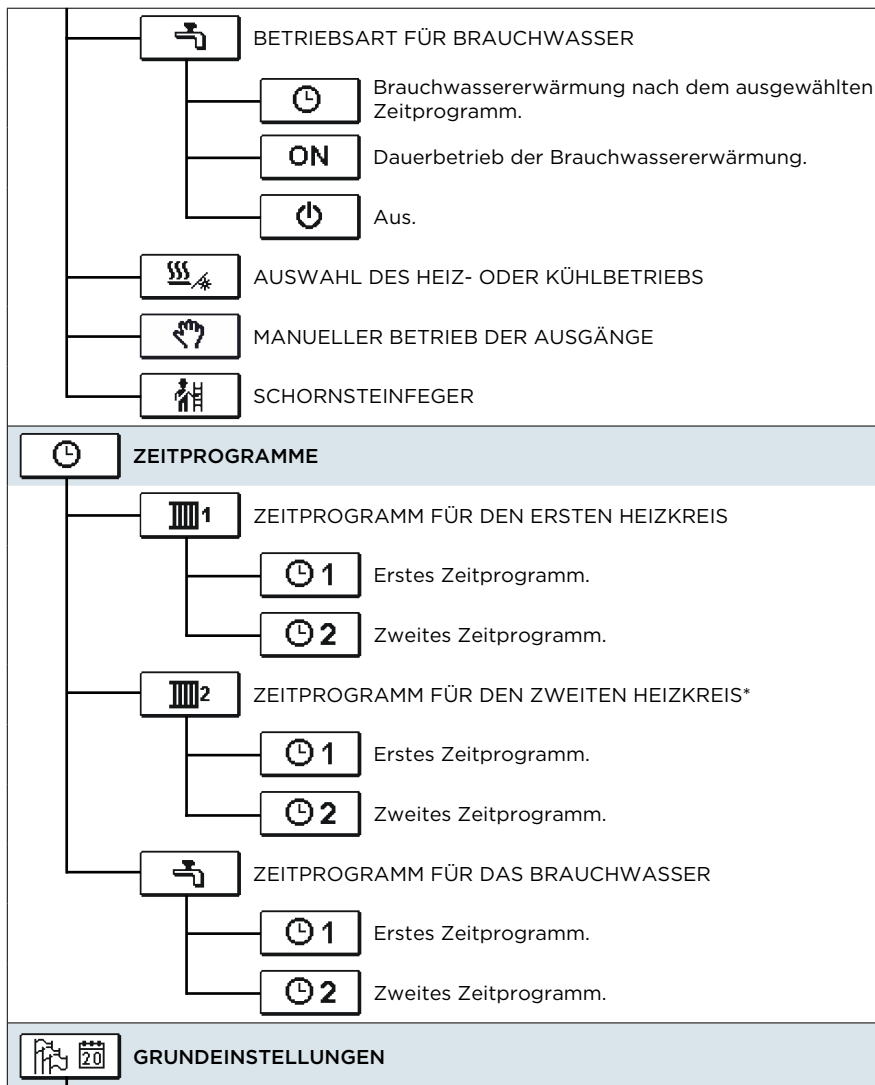 BETRIEBSART FÜR BRAUCHWASSER
Brauchwassererwärmung nach dem ausgewählten
Zeitprogramm.
ON Dauerbetrieb der Brauchwassererwärmung.
Aus.
AUSWAHL DES HEIZ- ODER KÜHLBETRIEBS
MANUELLER BETRIEB DER AUSGÄNGE
SCHORNSTEINFEGER
ZEITPROGRAMME
1 ZEITPROGRAMM FÜR DEN ERSTEN HEIZKREIS
1 Erstes Zeitprogramm.
2 Zweites Zeitprogramm.
2 ZEITPROGRAMM FÜR DEN ZWEITEN HEIZKREIS*
1 Erstes Zeitprogramm.
2 Zweites Zeitprogramm.
ZEITPROGRAMM FÜR DAS BRAUCHWASSER
1 Erstes Zeitprogramm.
2 Zweites Zeitprogramm.
20 GRUNDEINSTELLUNGEN